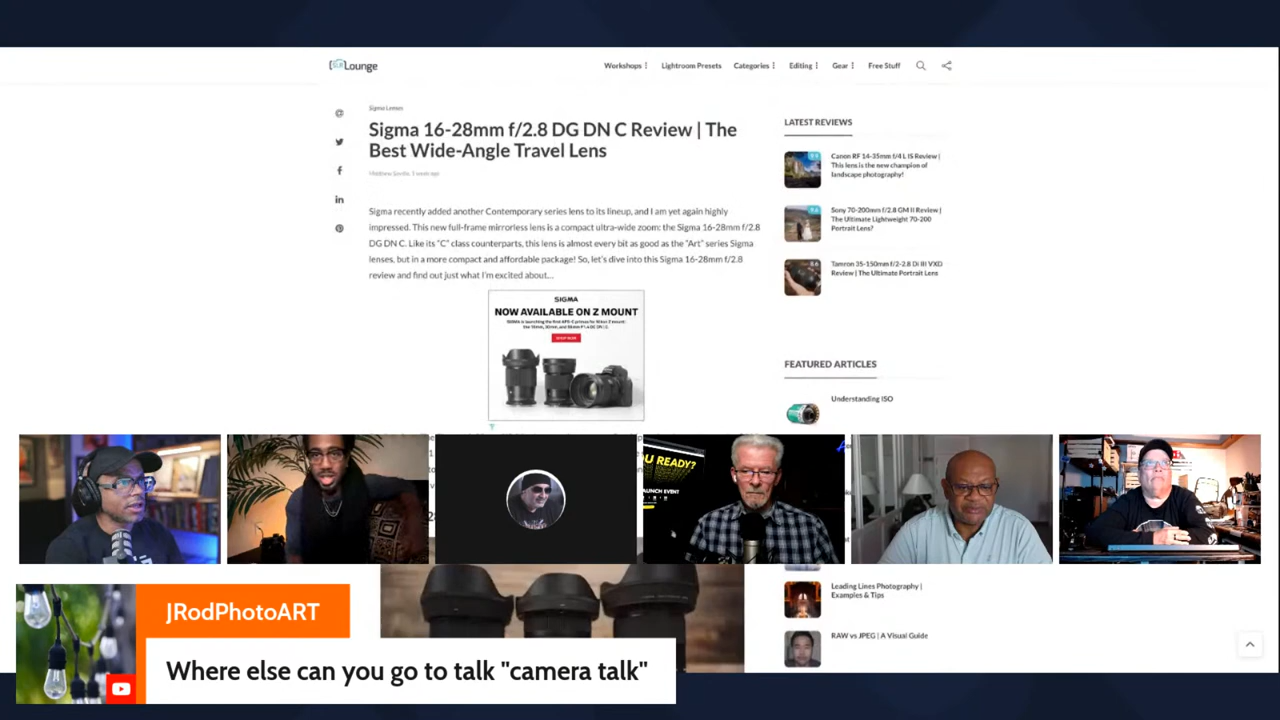 [SLR Lounge
Workshops
Lightroom Presets
Categories
Editing
Gear
Free Stuff
Sigma Lenses
Sigma 16-28mm f/2.8 DG DN C Review | The
Best Wide-Angle Travel Lens
1 week ago
Sigma recently added another Contemporary series lens to its lineup, and I am yet again highly
impressed. This new full-frame mirrorless lens is a compact ultra-wide zoom: the Sigma 16-28mm f/2.8
DG DN C. Like its "C" class counterparts, this lens is almost every bit as good as the "Art" series Sigma
lenses, but in a more compact and affordable package! So, let's dive into this Sigma 16-28mm f/2.8
review and find out just what I'm excited about...
SIGMA
NOW AVAILABLE ON Z MOUNT
SHOP NOW
LATEST REVIEWS
Canon RF 14-35mm f/4 L IS Review |
This lens is the new champion of
landscape photography!
Sony 70-200mm f/2.8 GM II Review |
The Ultimate Lightweight 70-200
Portrait Lens?
Tamron 35-150mm f/2-2.8 Di III VXD
Review | The Ultimate Portrait Lens
FEATURED ARTICLES
Understanding ISO
OU READY?
AUNCH EVENT
Leading Lines Photography |
Examples & Tips
RAW vs JPEG | A Visual Guide
JRodPhotoART
Where else can you go to talk "camera talk"